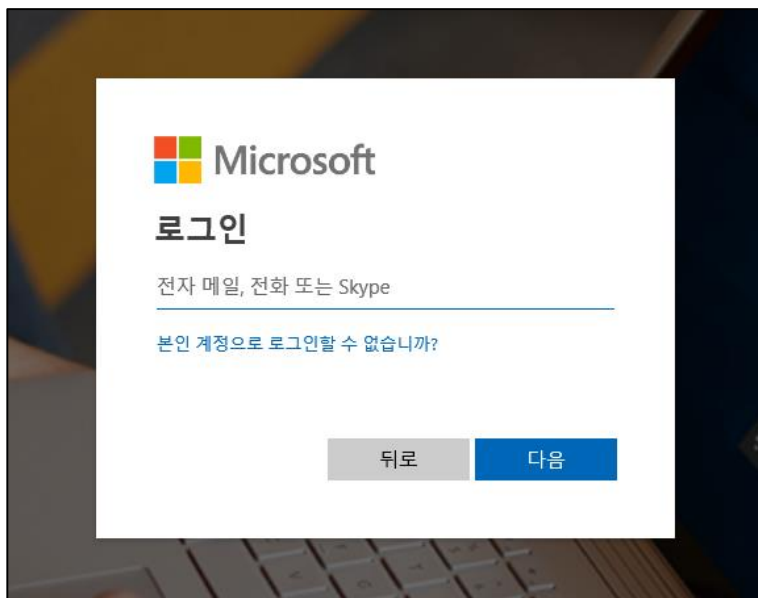 Microsoft
로그인
전자 메일, 전화 또는 Skype
본인 계정으로 로그인할 수 없습니까?
뒤로
다음